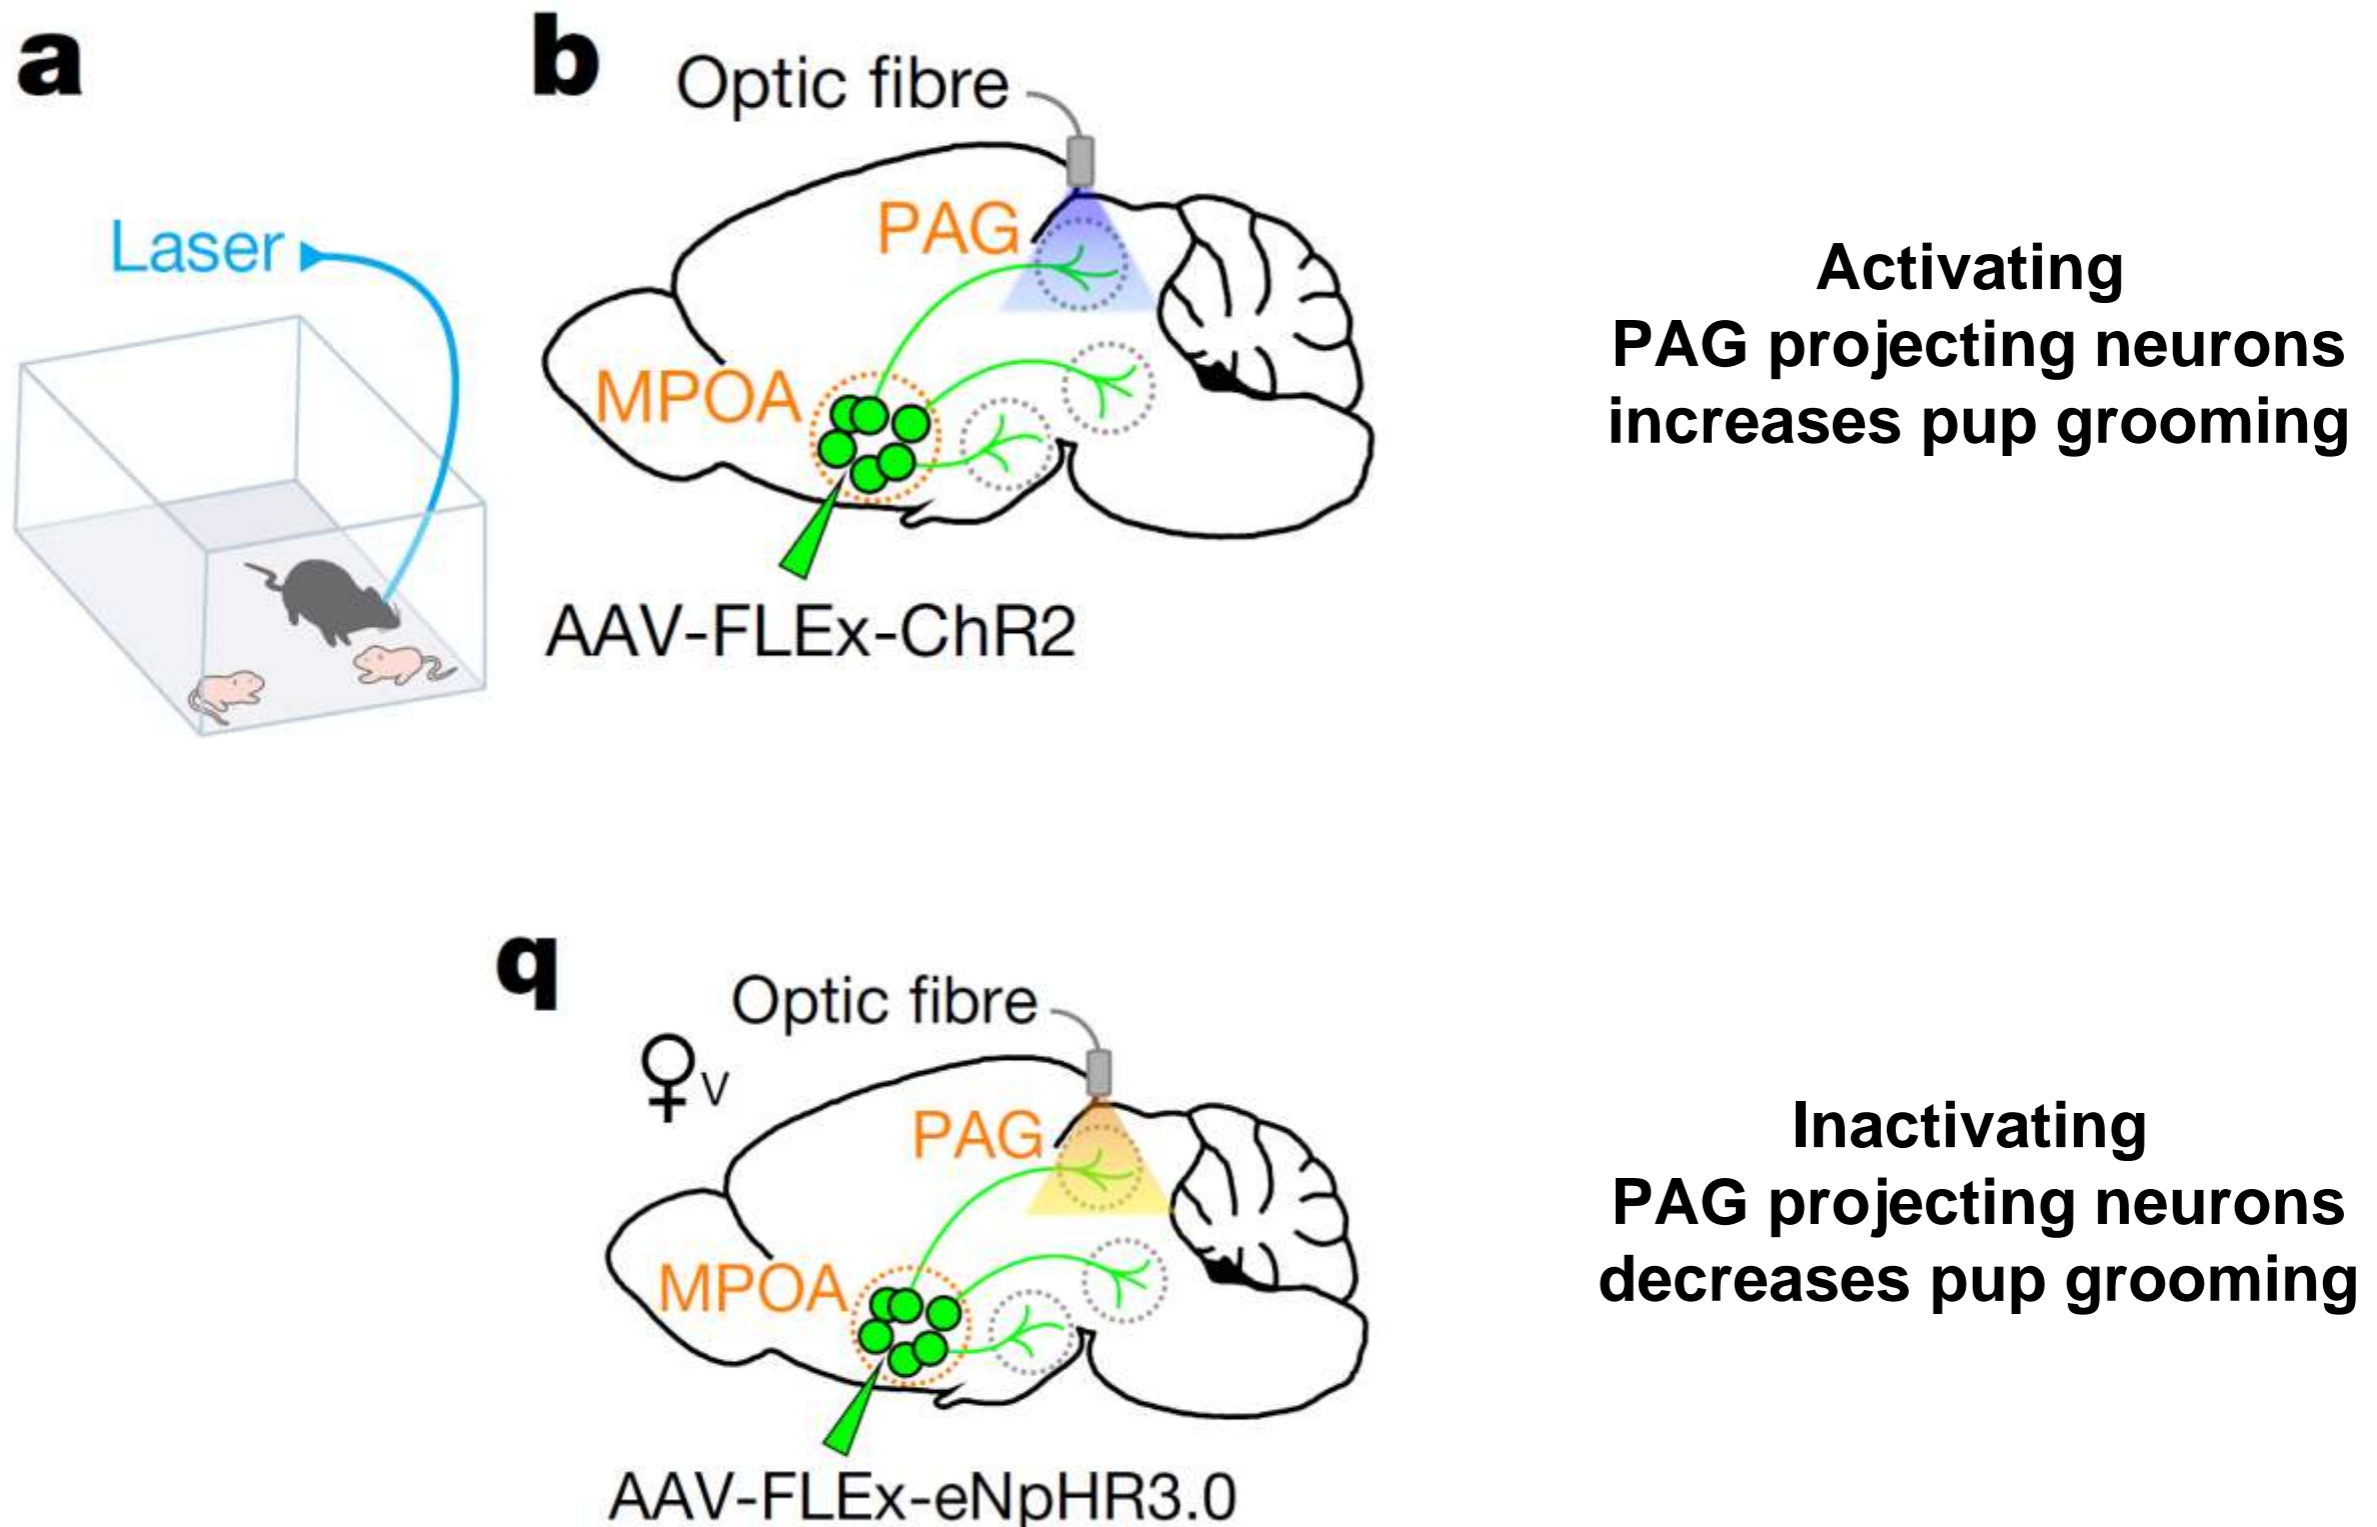 a
Laser
b
Optic fibre
PAG
MPOA
AAV-FLEx-ChR2
Activating
PAG projecting neurons
increases pup grooming
q
Optic fibre
♀V
PAG
MPOA
AAV-FLEx-eNpHR3.0
Inactivating
PAG projecting neurons
decreases pup grooming